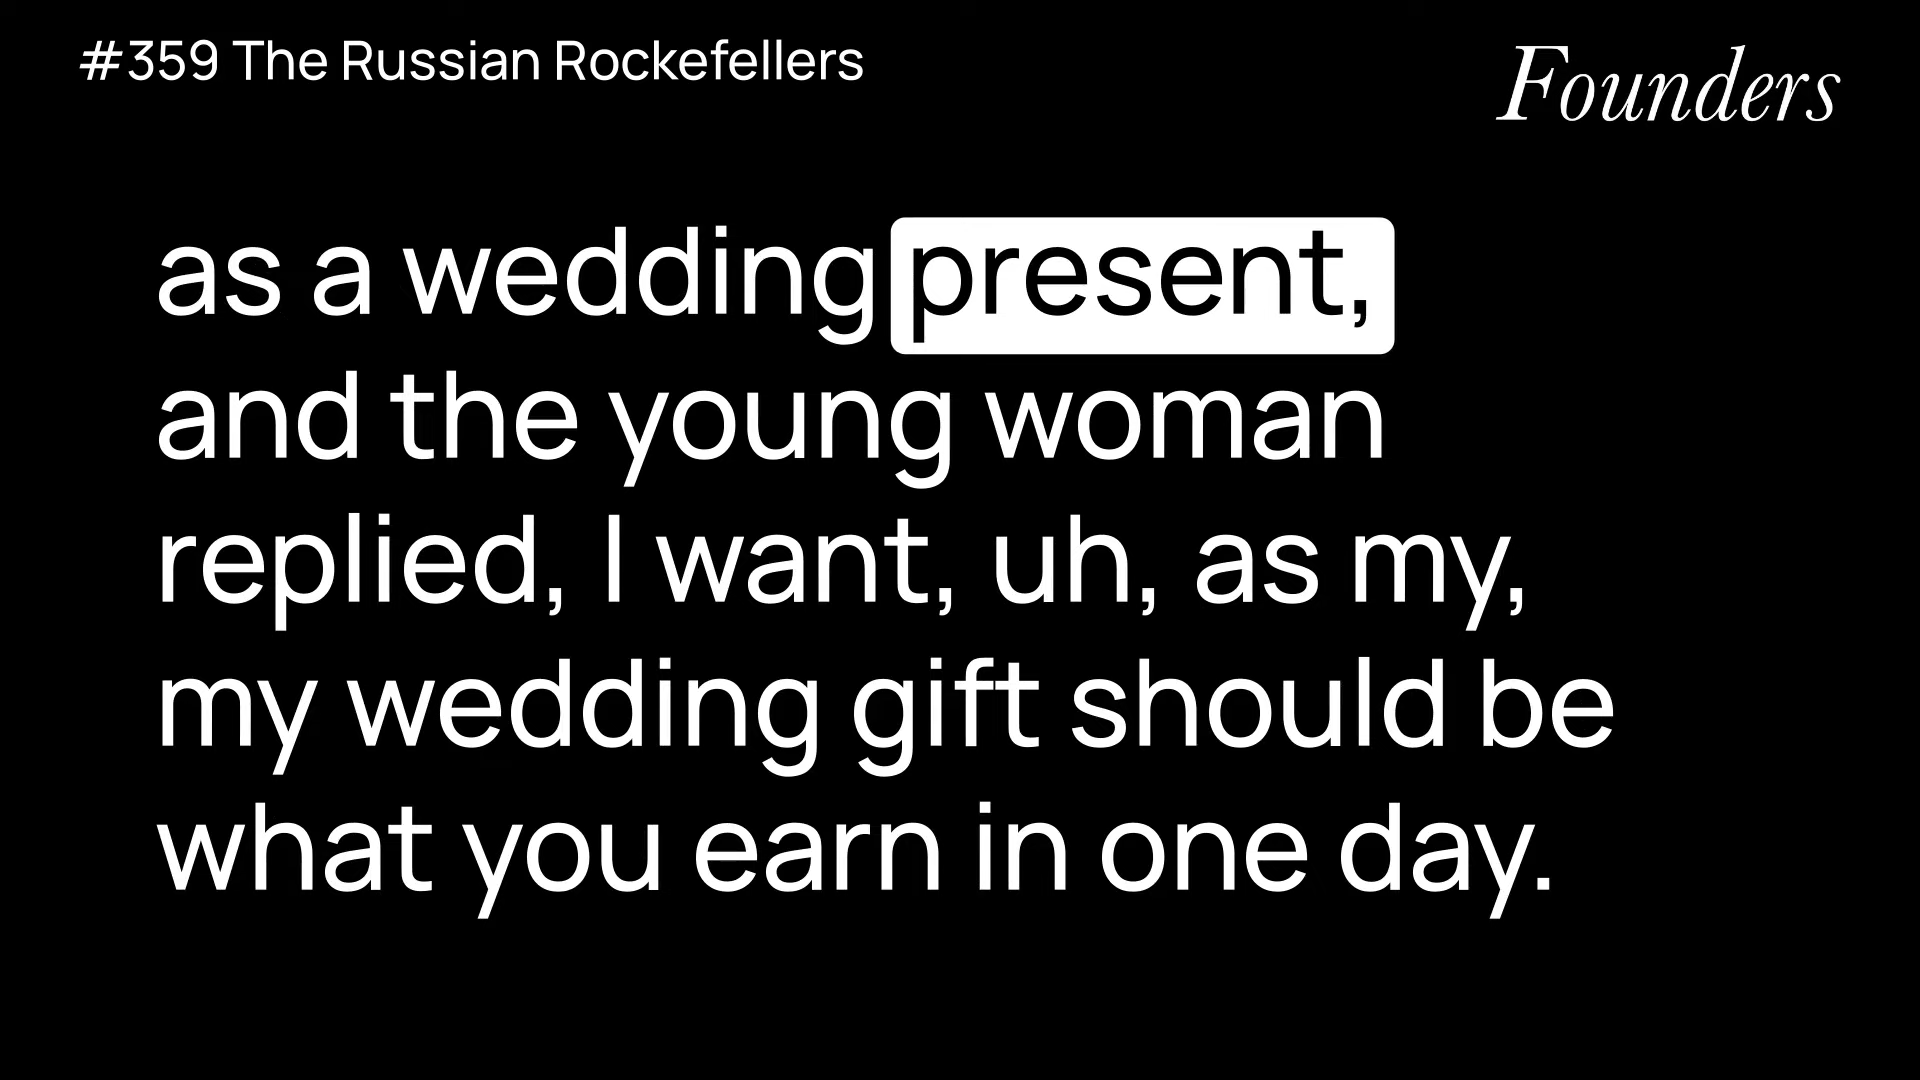 #359 The Russian Rockefellers
Founders
as a wedding present,
and the young woman
replied, I want, uh, as my,
my wedding gift should be
what you earn in one day.